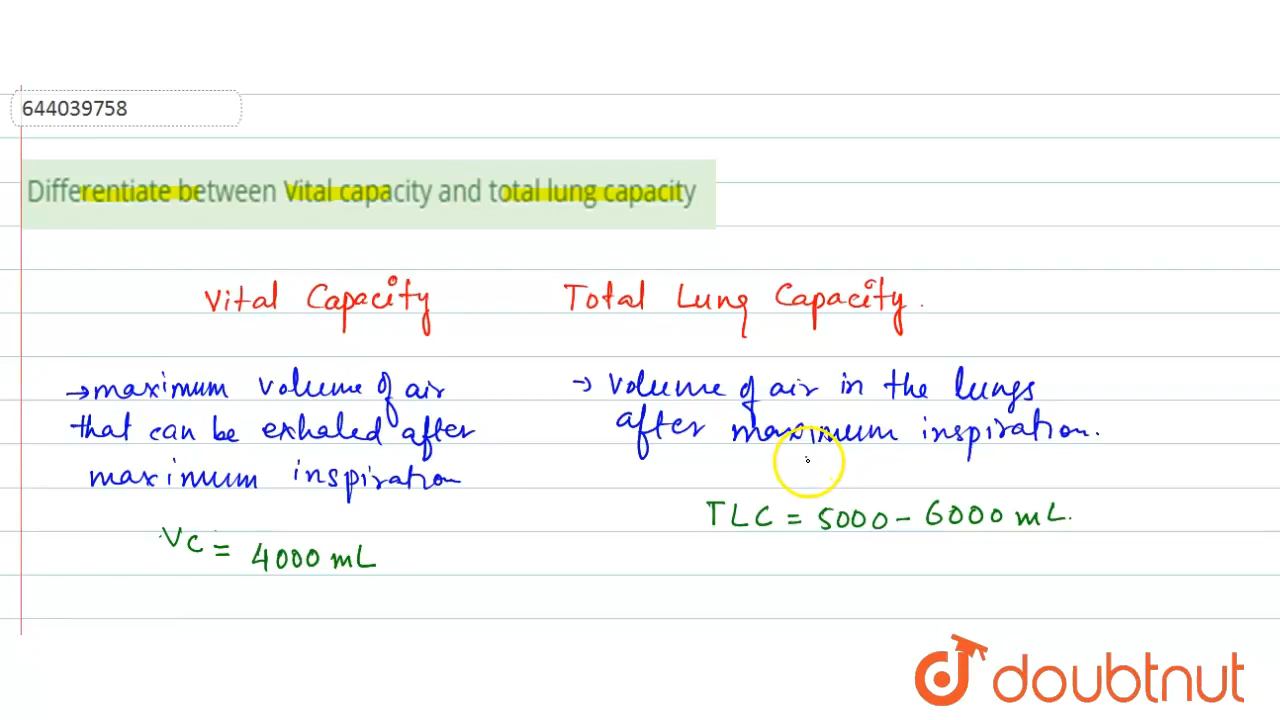 644039758
Differentiate between Vital capacity and total lung capacity
Vital Capacity
Total Lung Capacity.
→ maximum volume of air
that can be exhaled after
maximum inspiration
VC = 4000 mL
→ volume of air in the lungs
after maximum inspiration.
TLC = 5000 - 6000 mL.
doubtnut